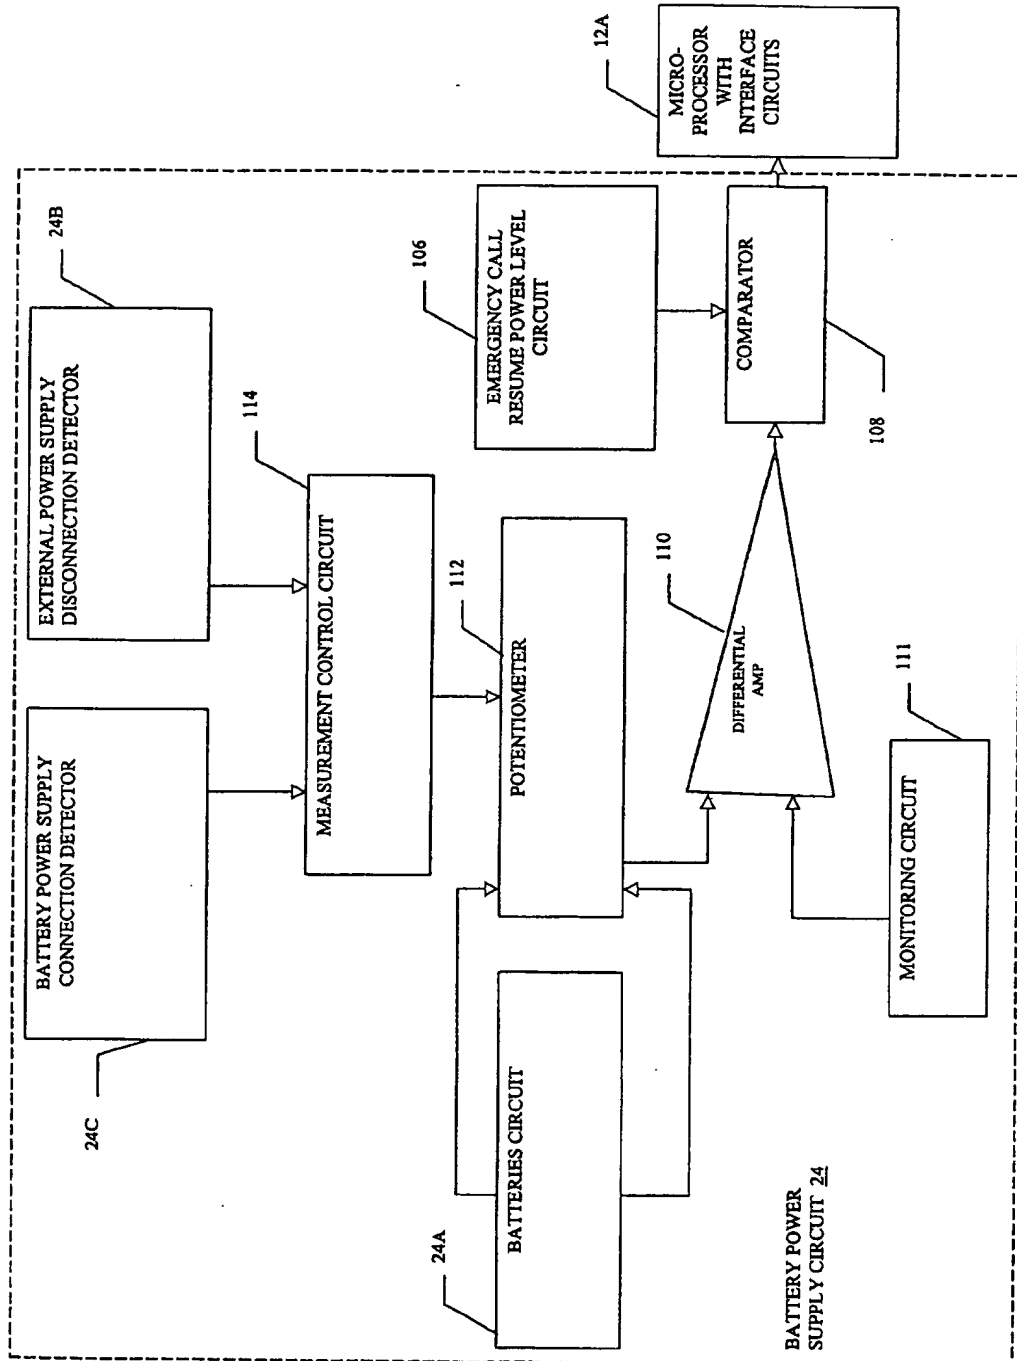 24C
BATTERY POWER SUPPLY
CONNECTION DETECTOR
24B
EXTERNAL POWER SUPPLY
DISCONNECTION DETECTOR
114
MEASUREMENT CONTROL CIRCUIT
24A
BATTERIES CIRCUIT
112
POTENTIOMETER
106
EMERGENCY CALL
RESUME POWER LEVEL
CIRCUIT
12A
MICRO-
PROCESSOR
WITH
INTERFACE
CIRCUITS
110
DIFFERENTIAL
AMP
COMPARATOR
108
111
MONITORING CIRCUIT
BATTERY POWER
SUPPLY CIRCUIT 24